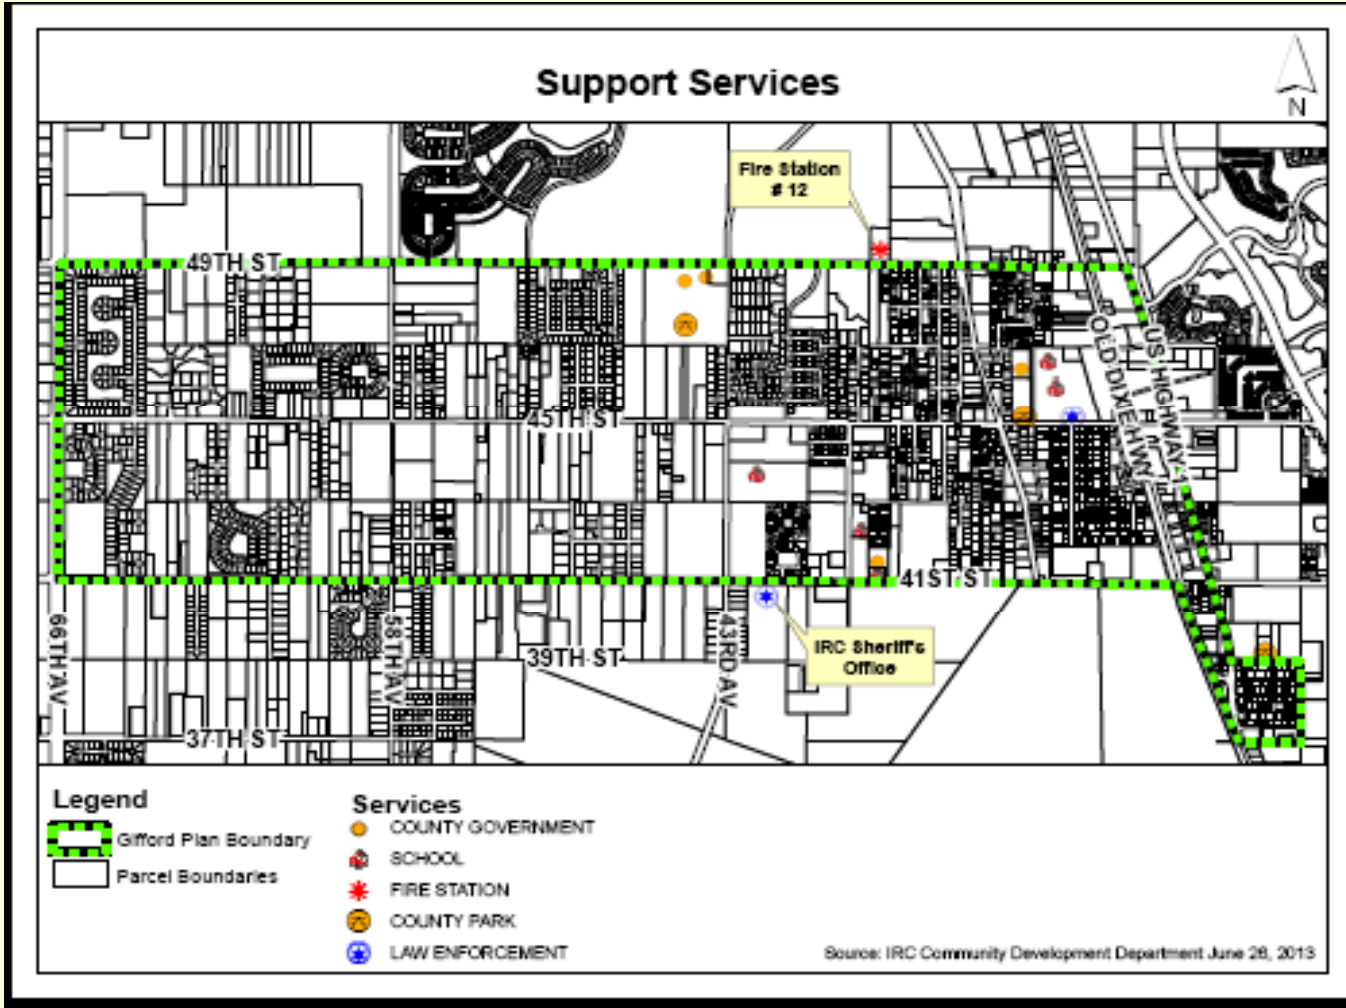 Support Services
N
Fire Station
# 12
49TH ST
OLD DIXIE HWY
US HIGHWAY 1
45TH ST
41ST ST
66TH AV
58TH AV
43RD AV
39TH ST
IRC Sheriff's
Office
37TH ST
Legend
Gifford Plan Boundary
Parcel Boundaries
Services
COUNTY GOVERNMENT
SCHOOL
FIRE STATION
COUNTY PARK
LAW ENFORCEMENT
Source: IRC Community Development Department June 26, 2013